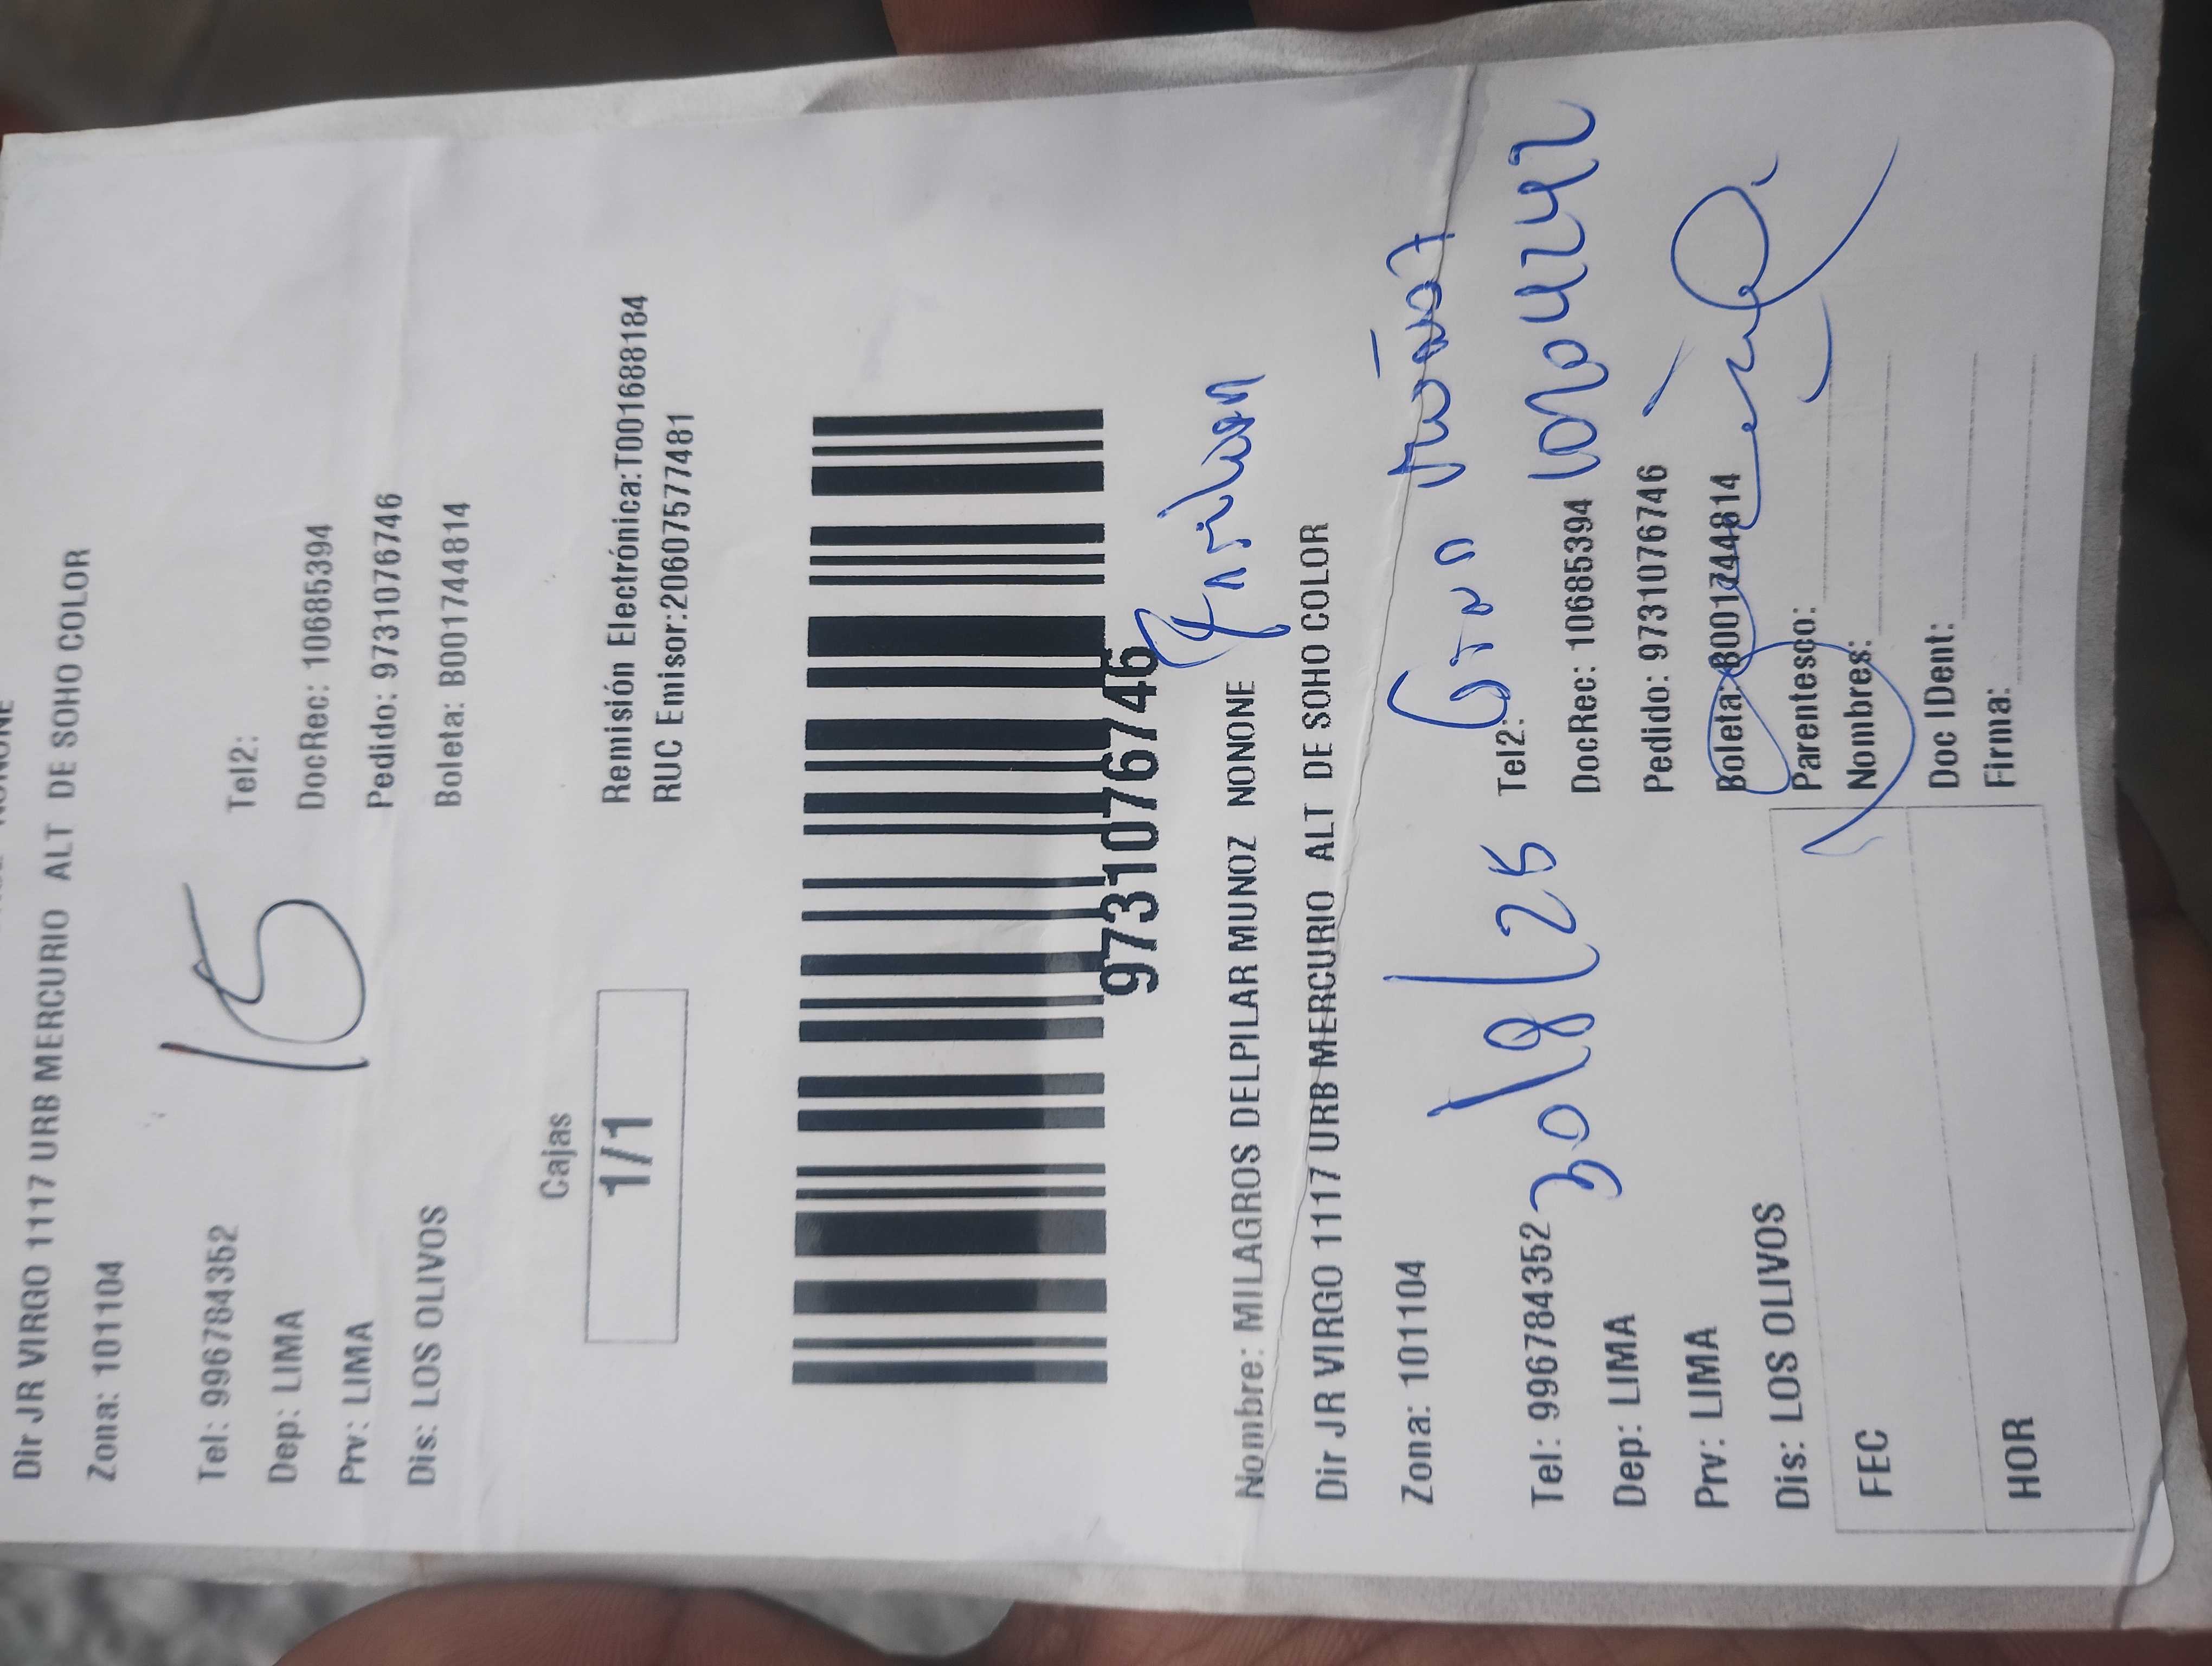 Dir JR VIRGO 1117 URB MERCURIO ALT DE SOHO COLOR
Zona: 101104
15
Tel: 996784352 Tel2:
Dep: LIMA DocRec: 10685394
Prv: LIMA Pedido: 9731076746
Dis: LOS OLIVOS Boleta: B001744814
Cajas
1/1
Remisión Electrónica:T001688184
RUC Emisor:20607577481
9731076746
Nombre: MILAGROS DELPILAR MUNOZ NONONE
Dir JR VIRGO 1117 URB MERCURIO ALT DE SOHO COLOR
Zona: 101104
30/8/25
Tel: 996784352 Tel2:
Dep: LIMA DocRec: 10685394
Prv: LIMA Pedido: 9731076746
Dis: LOS OLIVOS Boleta: B001744814
Parentesco:
FEC Nombres:
Doc IDent:
HOR Firma: